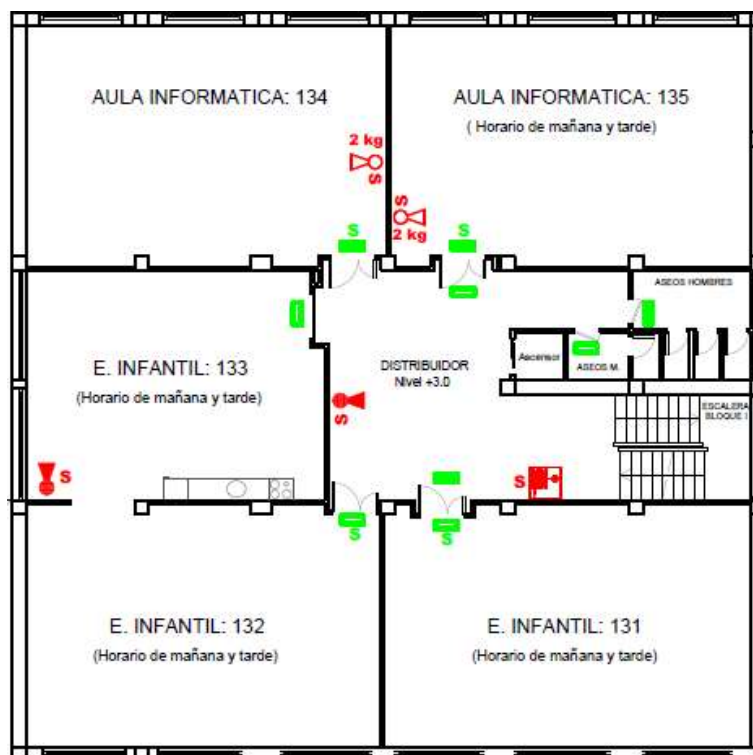 AULA INFORMATICA: 134
AULA INFORMATICA: 135
( Horario de mañana y tarde)
2 kg
S
S
2 kg
S
S
ASEOS HOMBRES
E. INFANTIL: 133
(Horario de mañana y tarde)
DISTRIBUIDOR
Nivel +3.0
Ascensor
ASEOS M.
ESCALERA
BLOQUE I
S
S
S
S
S
E. INFANTIL: 132
(Horario de mañana y tarde)
E. INFANTIL: 131
(Horario de mañana y tarde)